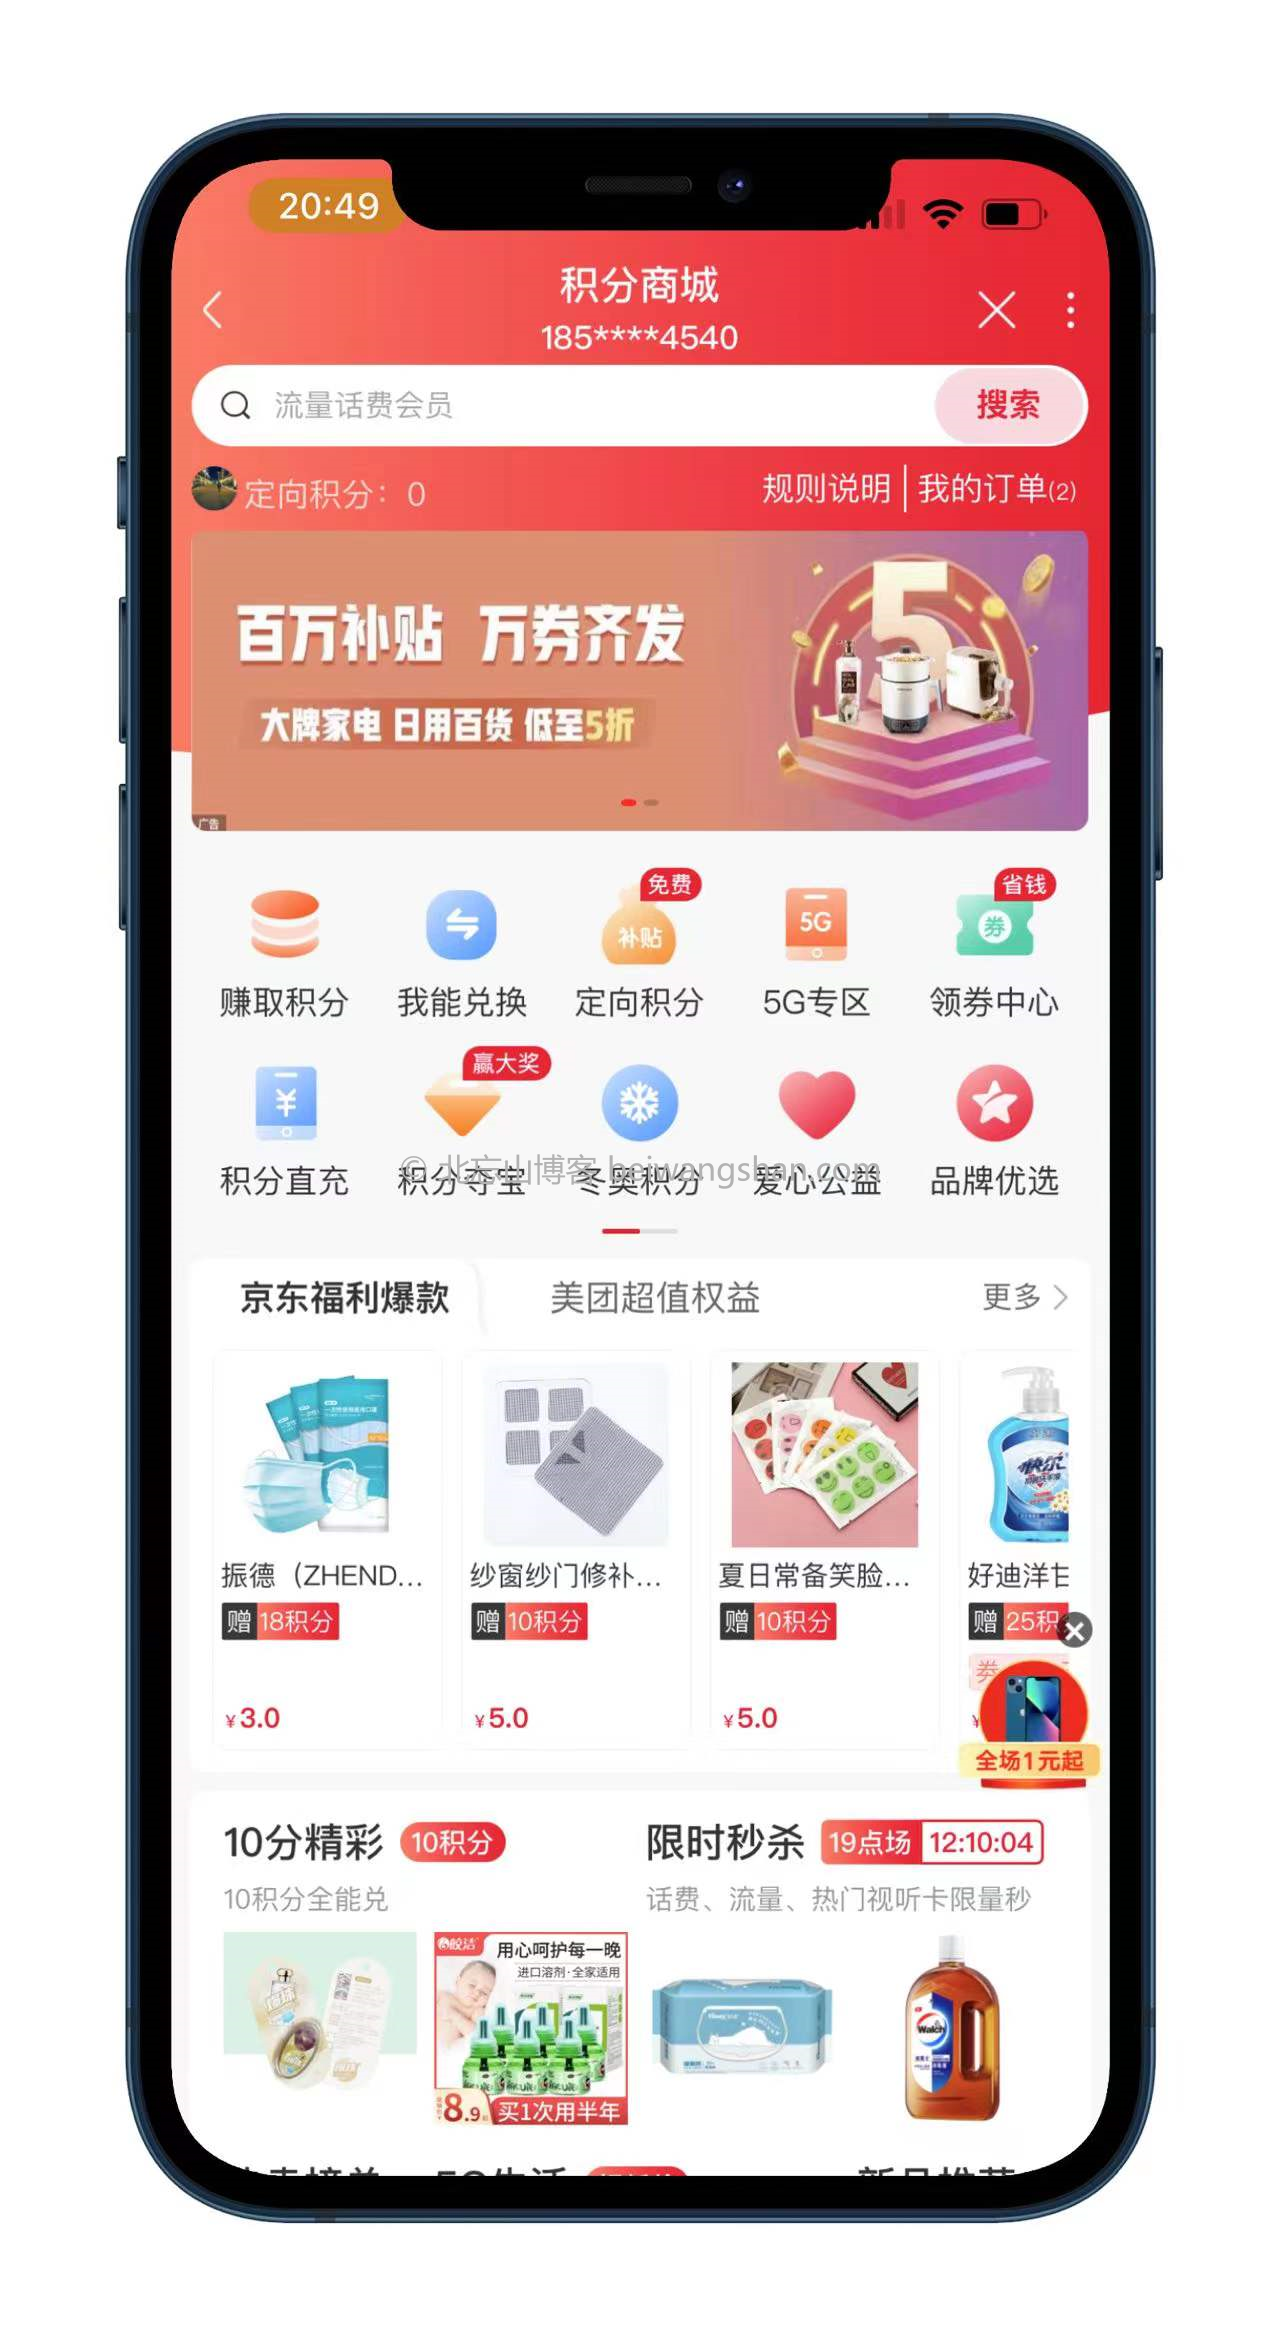 20:49
积分商城
185****4540
流量话费会员
搜索
定向积分：0
规则说明
我的订单(2)
百万补贴 万券齐发
大牌家电 日用百货 低至5折
5
广告
免费
省钱
补贴
5G
券
赚取积分
我能兑换
定向积分
5G专区
领券中心
赢大奖
¥
积分直充
积分夺宝
冬奥积分
爱心公益
品牌优选
© 北忘山博客 beiwangshan.com
京东福利爆款
美团超值权益
更多
快尔
振德（ZHEND...
纱窗纱门修补...
夏日常备笑脸...
好迪洋甘
赠 18积分
赠 10积分
赠 10积分
赠 25积
券
¥3.0
¥5.0
¥5.0
全场1元起
10分精彩
10积分
限时秒杀
19点场 12:10:04
10积分全能兑
话费、流量、热门视听卡限量秒
用心呵护每一晚
进口溶剂·全家适用
8.9
买1次用半年
Walch